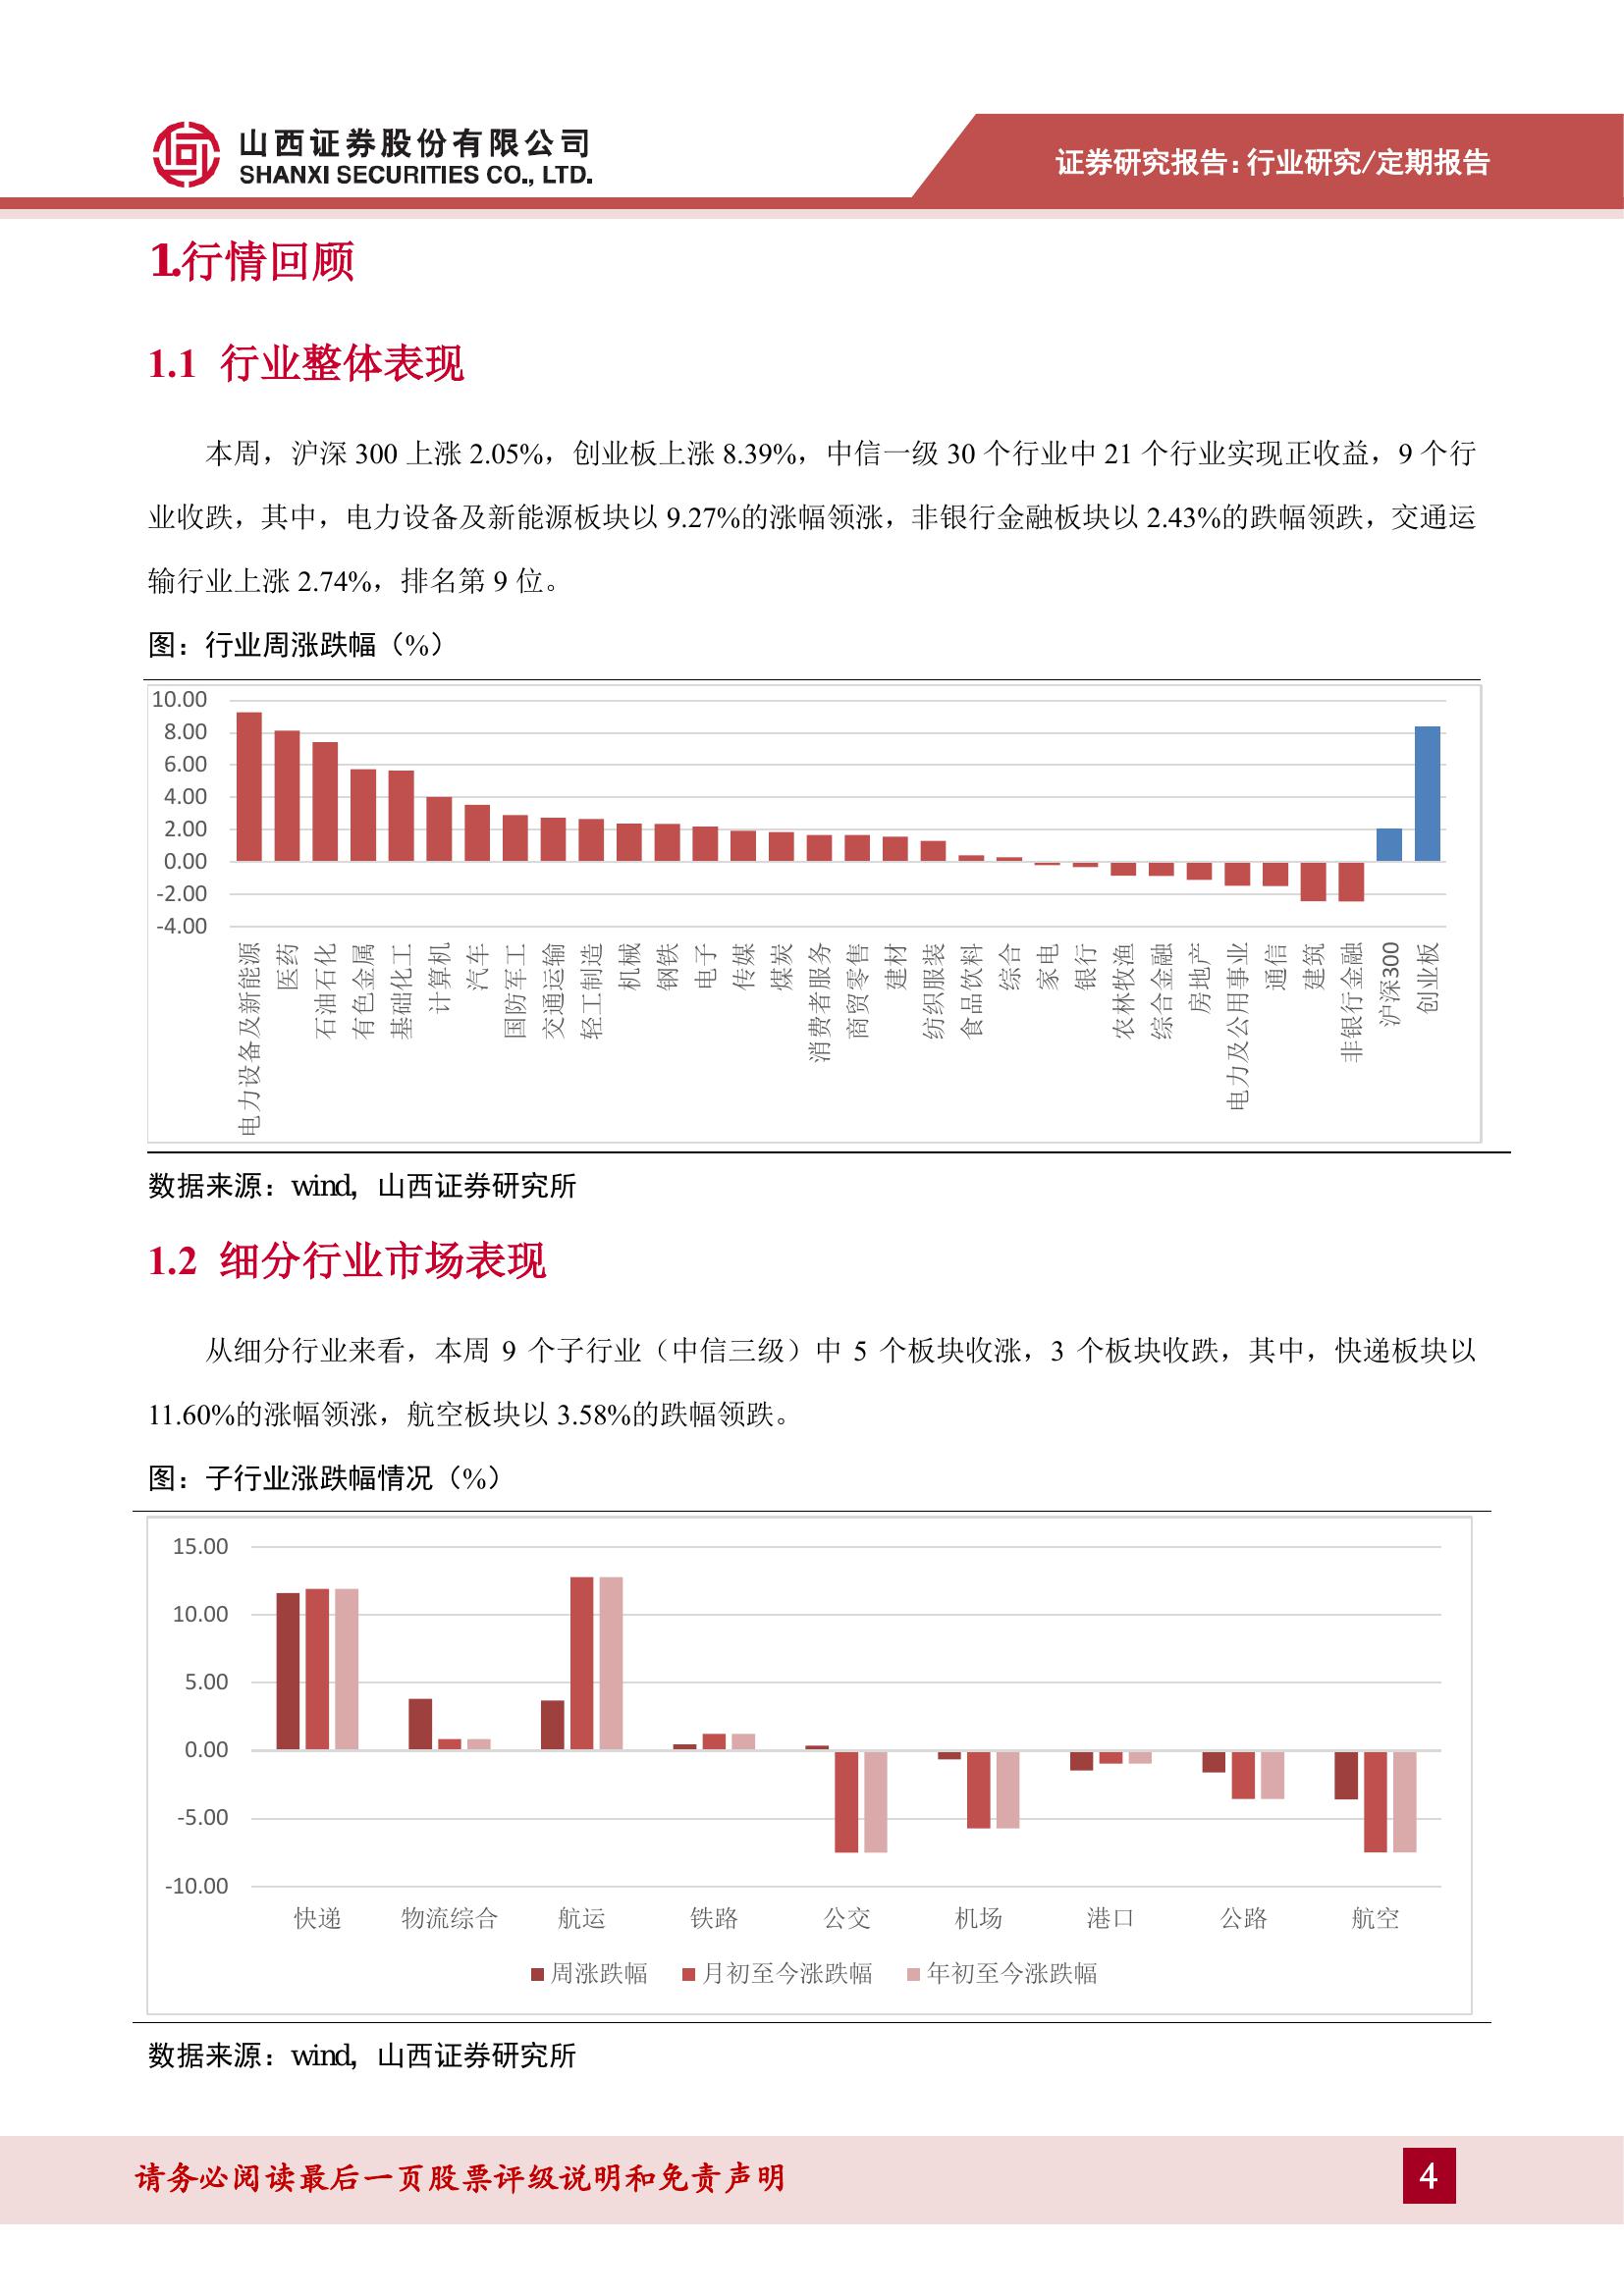 山西证券股份有限公司
SHANXI SECURITIES CO., LTD.
证券研究报告:行业研究/定期报告
1.行情回顾
1.1 行业整体表现
本周，沪深 300 上涨 2.05%，创业板上涨 8.39%，中信一级 30 个行业中 21 个行业实现正收益，9 个行
业收跌，其中，电力设备及新能源板块以 9.27%的涨幅领涨，非银行金融板块以 2.43%的跌幅领跌，交通运
输行业上涨 2.74%，排名第 9 位。
图：行业周涨跌幅（%）
10.00
8.00
6.00
4.00
2.00
0.00
-2.00
-4.00
电力设备及新能源
医药
石油石化
有色金属
基础化工
计算机
汽车
国防军工
交通运输
轻工制造
机械
钢铁
电子
传媒
煤炭
消费者服务
商贸零售
建材
纺织服装
食品饮料
综合
家电
银行
农林牧渔
综合金融
房地产
电力及公用事业
通信
建筑
非银行金融
沪深300
创业板
数据来源：wind，山西证券研究所
1.2 细分行业市场表现
从细分行业来看，本周 9 个子行业（中信三级）中 5 个板块收涨，3 个板块收跌，其中，快递板块以
11.60%的涨幅领涨，航空板块以 3.58%的跌幅领跌。
图：子行业涨跌幅情况（%）
15.00
10.00
5.00
0.00
-5.00
-10.00
快递 物流综合 航运 铁路 公交 机场 港口 公路 航空
周涨跌幅 月初至今涨跌幅 年初至今涨跌幅
数据来源：wind，山西证券研究所
请务必阅读最后一页股票评级说明和免责声明
4